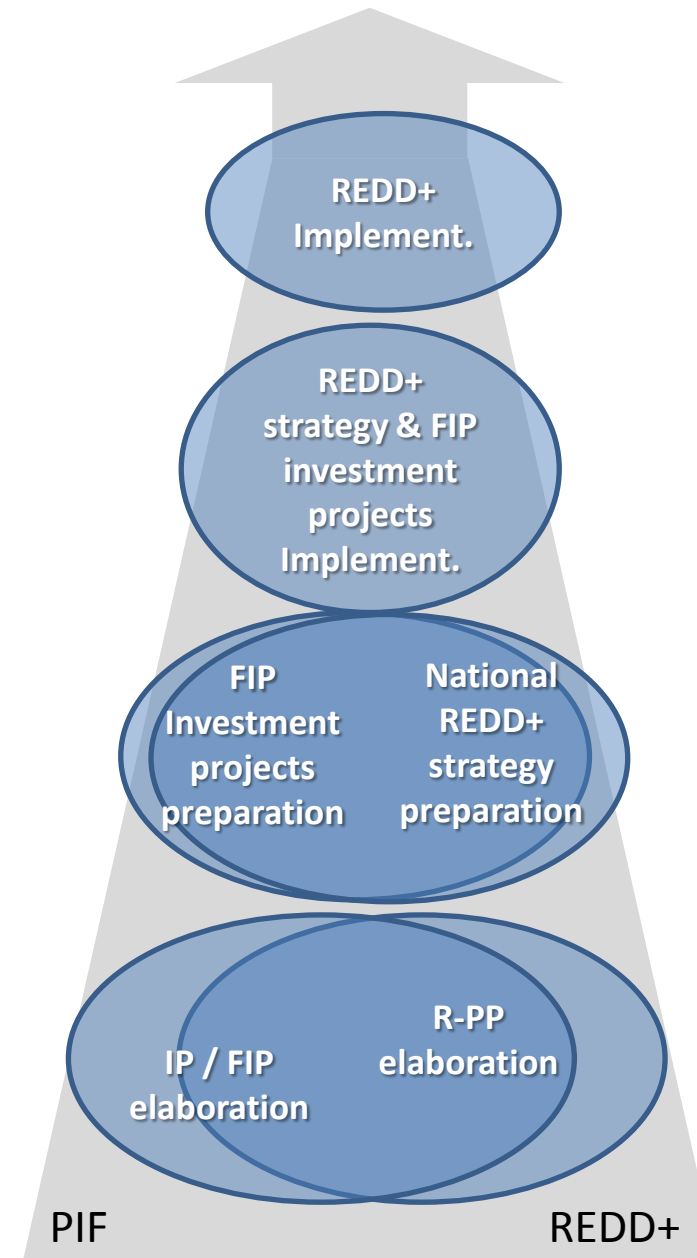 REDD+
Implement.
REDD+
strategy & FIP
investment
projects
Implement.
FIP
Investment
projects
preparation
National
REDD+
strategy
preparation
IP / FIP
elaboration
R-PP
elaboration
PIF
REDD+